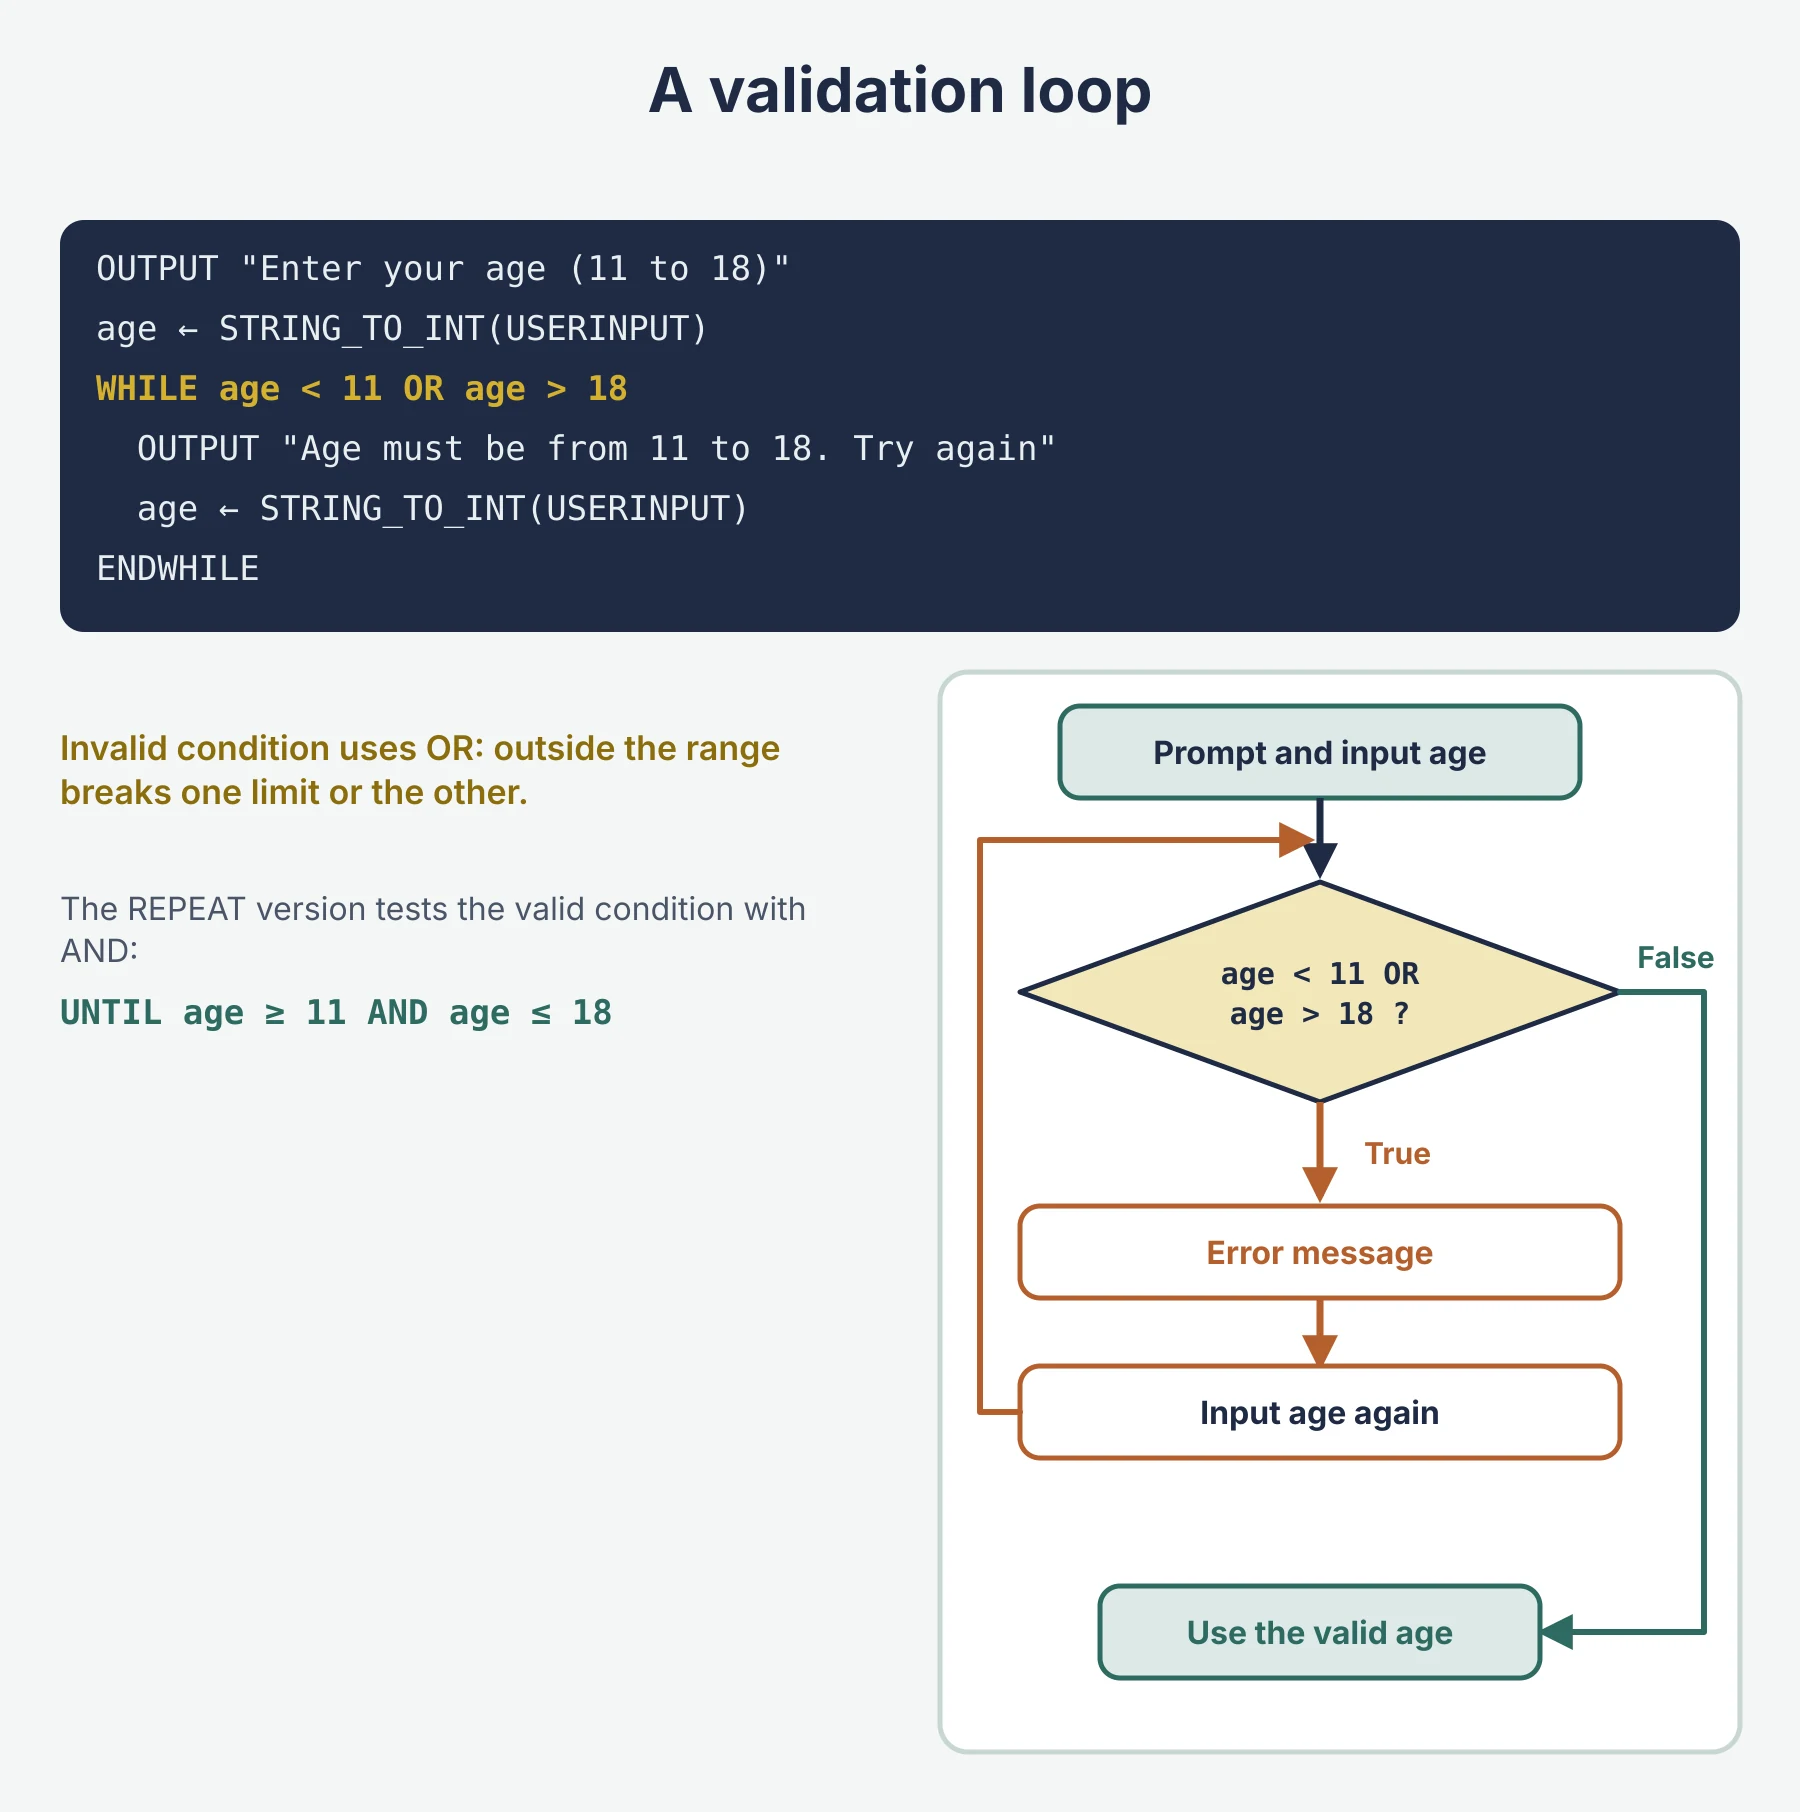 A validation loop
OUTPUT "Enter your age (11 to 18)"
age ← STRING_TO_INT(USERINPUT)
WHILE age < 11 OR age > 18
  OUTPUT "Age must be from 11 to 18. Try again"
  age ← STRING_TO_INT(USERINPUT)
ENDWHILE
Invalid condition uses OR: outside the range
breaks one limit or the other.
The REPEAT version tests the valid condition with
AND:
UNTIL age ≥ 11 AND age ≤ 18
Prompt and input age
age < 11 OR
age > 18 ?
False
True
Error message
Input age again
Use the valid age